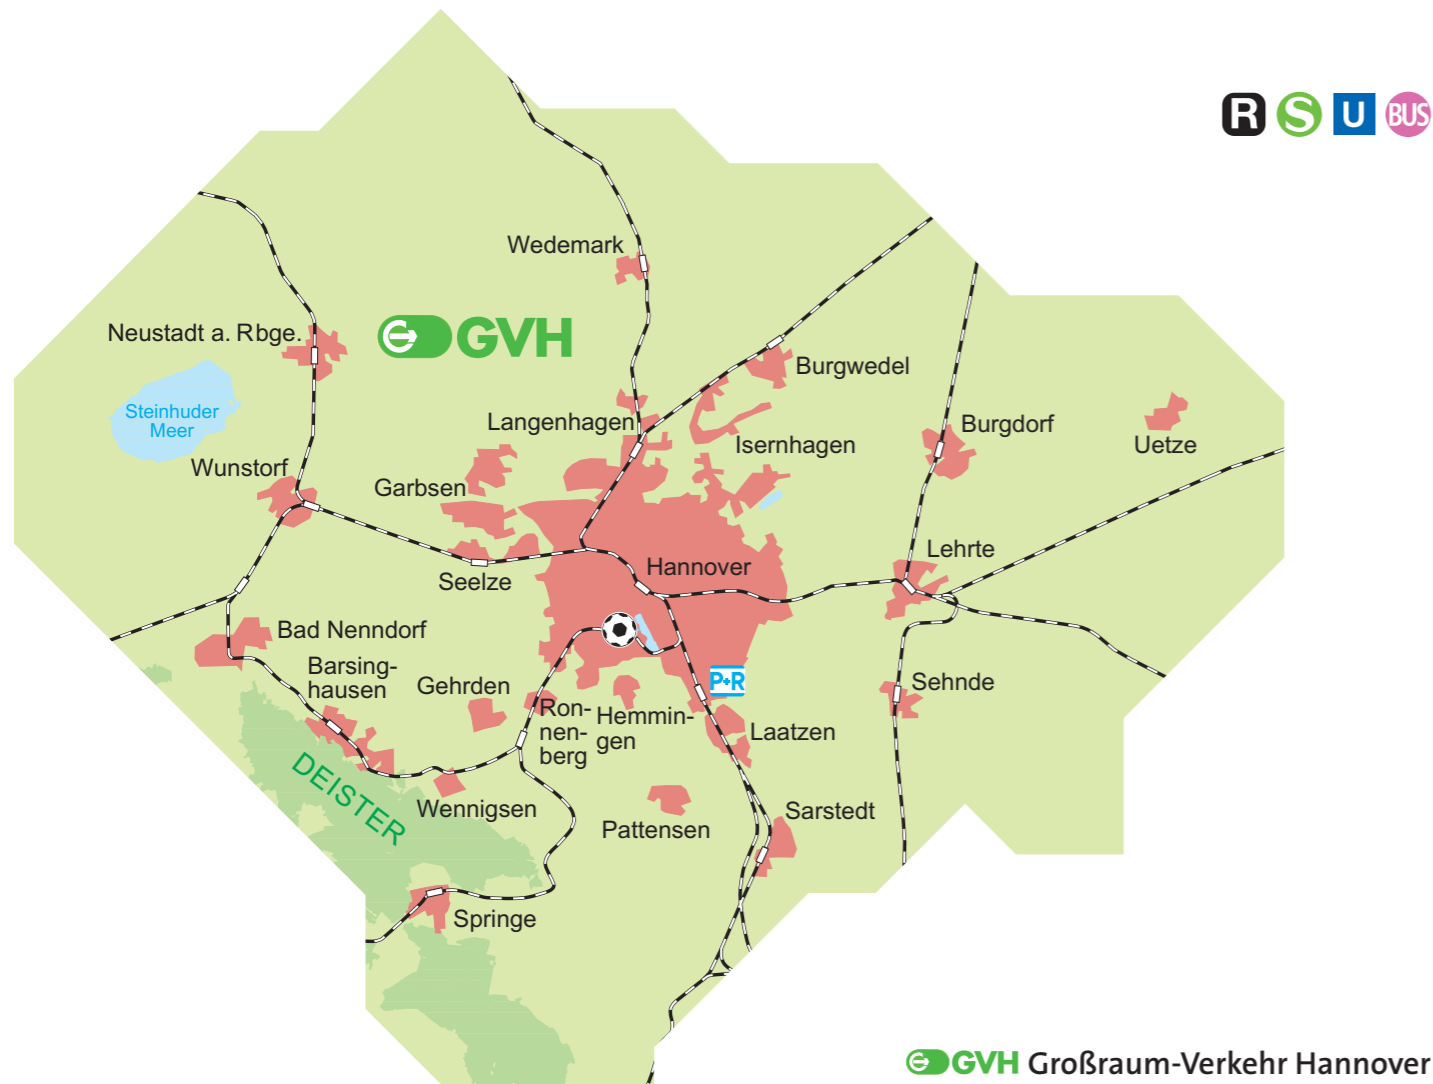 R S U BUS
Wedemark
Neustadt a. Rbge.
GVH
Burgwedel
Steinhuder
Meer
Langenhagen
Isernhagen
Burgdorf
Uetze
Wunstorf
Garbsen
Seelze
Hannover
Lehrte
Bad Nenndorf
Barsing-
hausen
Gehrden
P+R
Sehnde
Ron-
nen-
berg
Hemmin-
gen
Laatzen
DEISTER
Wennigsen
Pattensen
Sarstedt
Springe
GVH Großraum-Verkehr Hannover